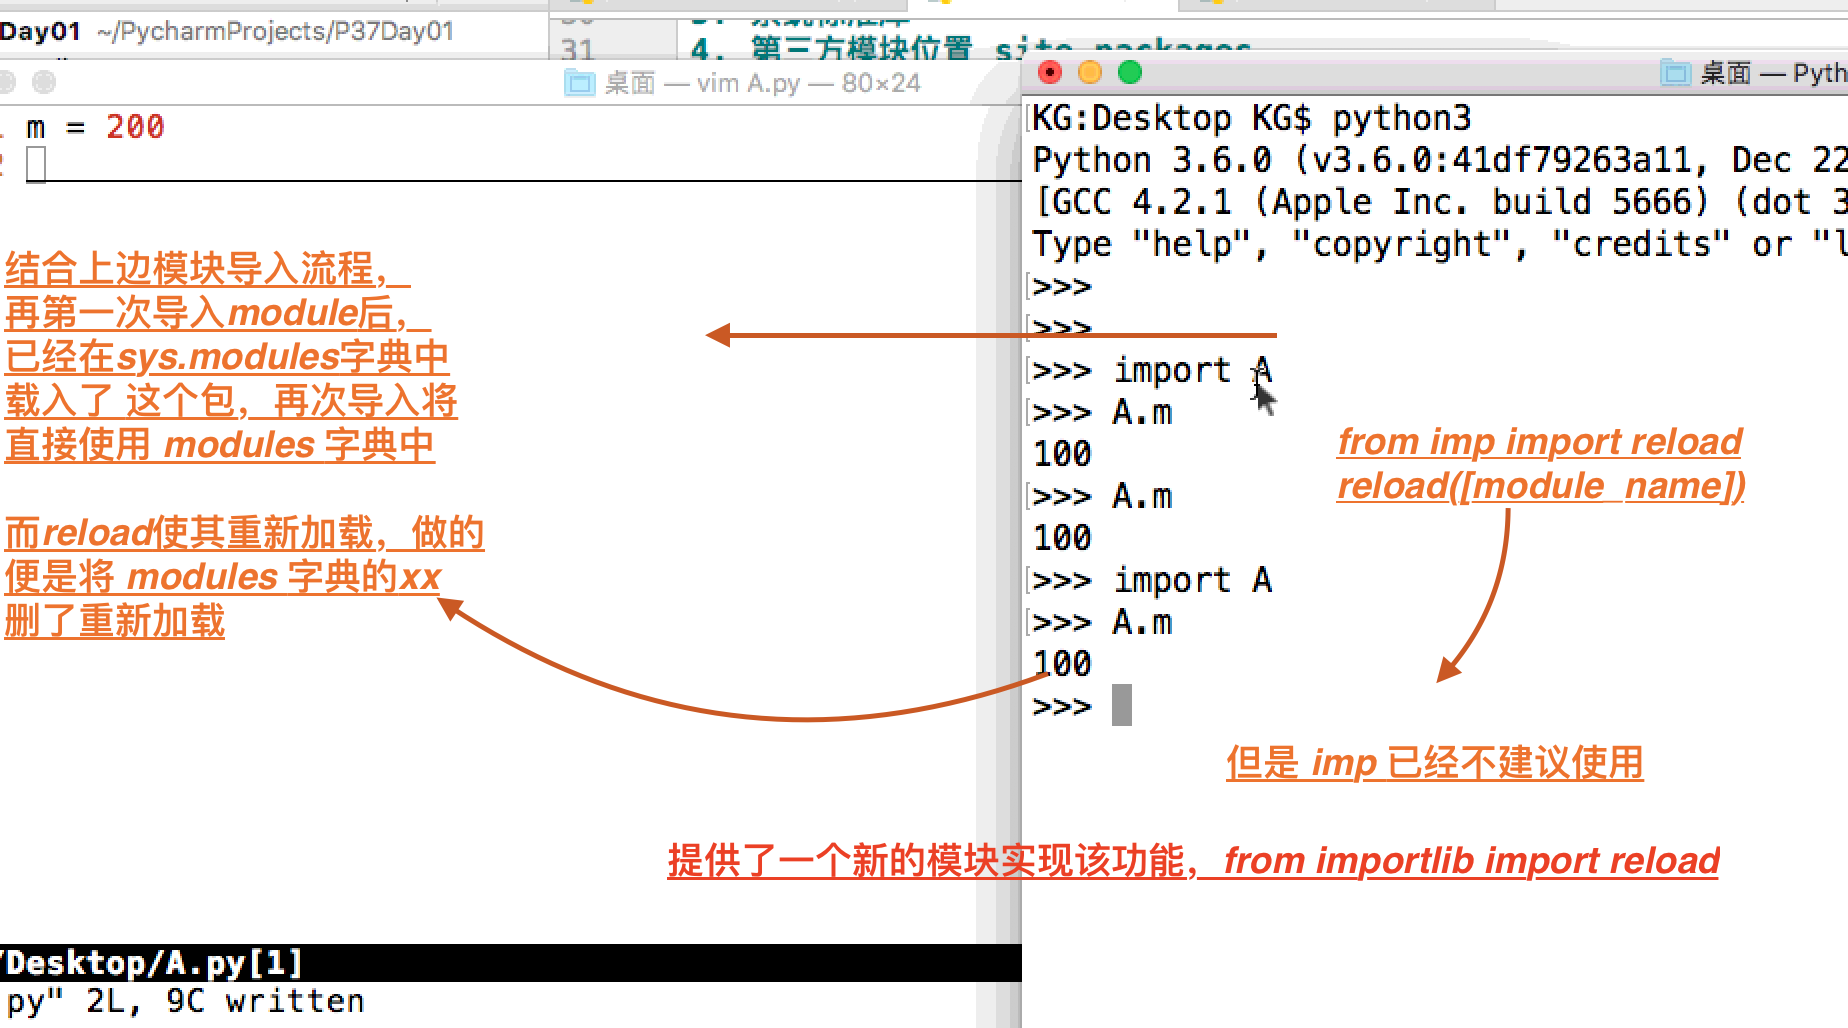 Day01 ~/PycharmProjects/P37Day01
30 3. 系统标准库
31 4. 第三方模块位置 site-packages
桌面 — vim A.py — 80×24
m = 200
结合上边模块导入流程，
再第一次导入module后，
已经在sys.modules字典中
载入了 这个包，再次导入将
直接使用 modules 字典中
而reload使其重新加载，做的
便是将 modules 字典的xx
删了重新加载
/Desktop/A.py[1]
py" 2L, 9C written
桌面 — Pyth
KG:Desktop KG$ python3
Python 3.6.0 (v3.6.0:41df79263a11, Dec 22
[GCC 4.2.1 (Apple Inc. build 5666) (dot 3
Type "help", "copyright", "credits" or "l
>>>
>>>
>>> import A
>>> A.m
100
>>> A.m
100
>>> import A
>>> A.m
100
>>>
from imp import reload
reload([module_name])
但是 imp 已经不建议使用
提供了一个新的模块实现该功能，from importlib import reload